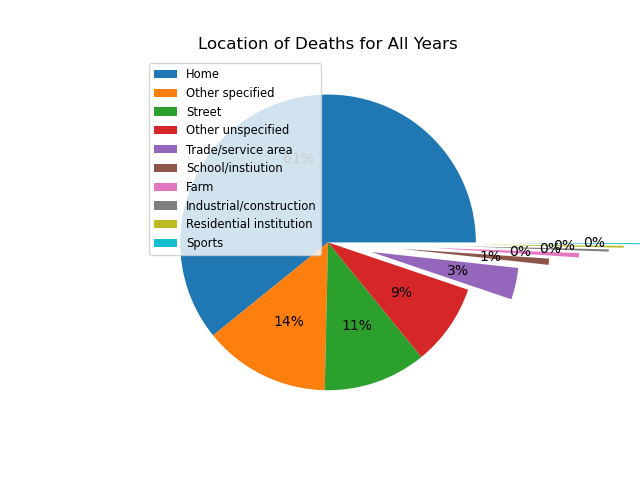 Location of Deaths for All Years
Home
Other specified
Street
Other unspecified
Trade/service area
School/instiution
Farm
Industrial/construction
Residential institution
Sports
61%
14%
11%
9%
3%
1%
0%
0%
0%
0%